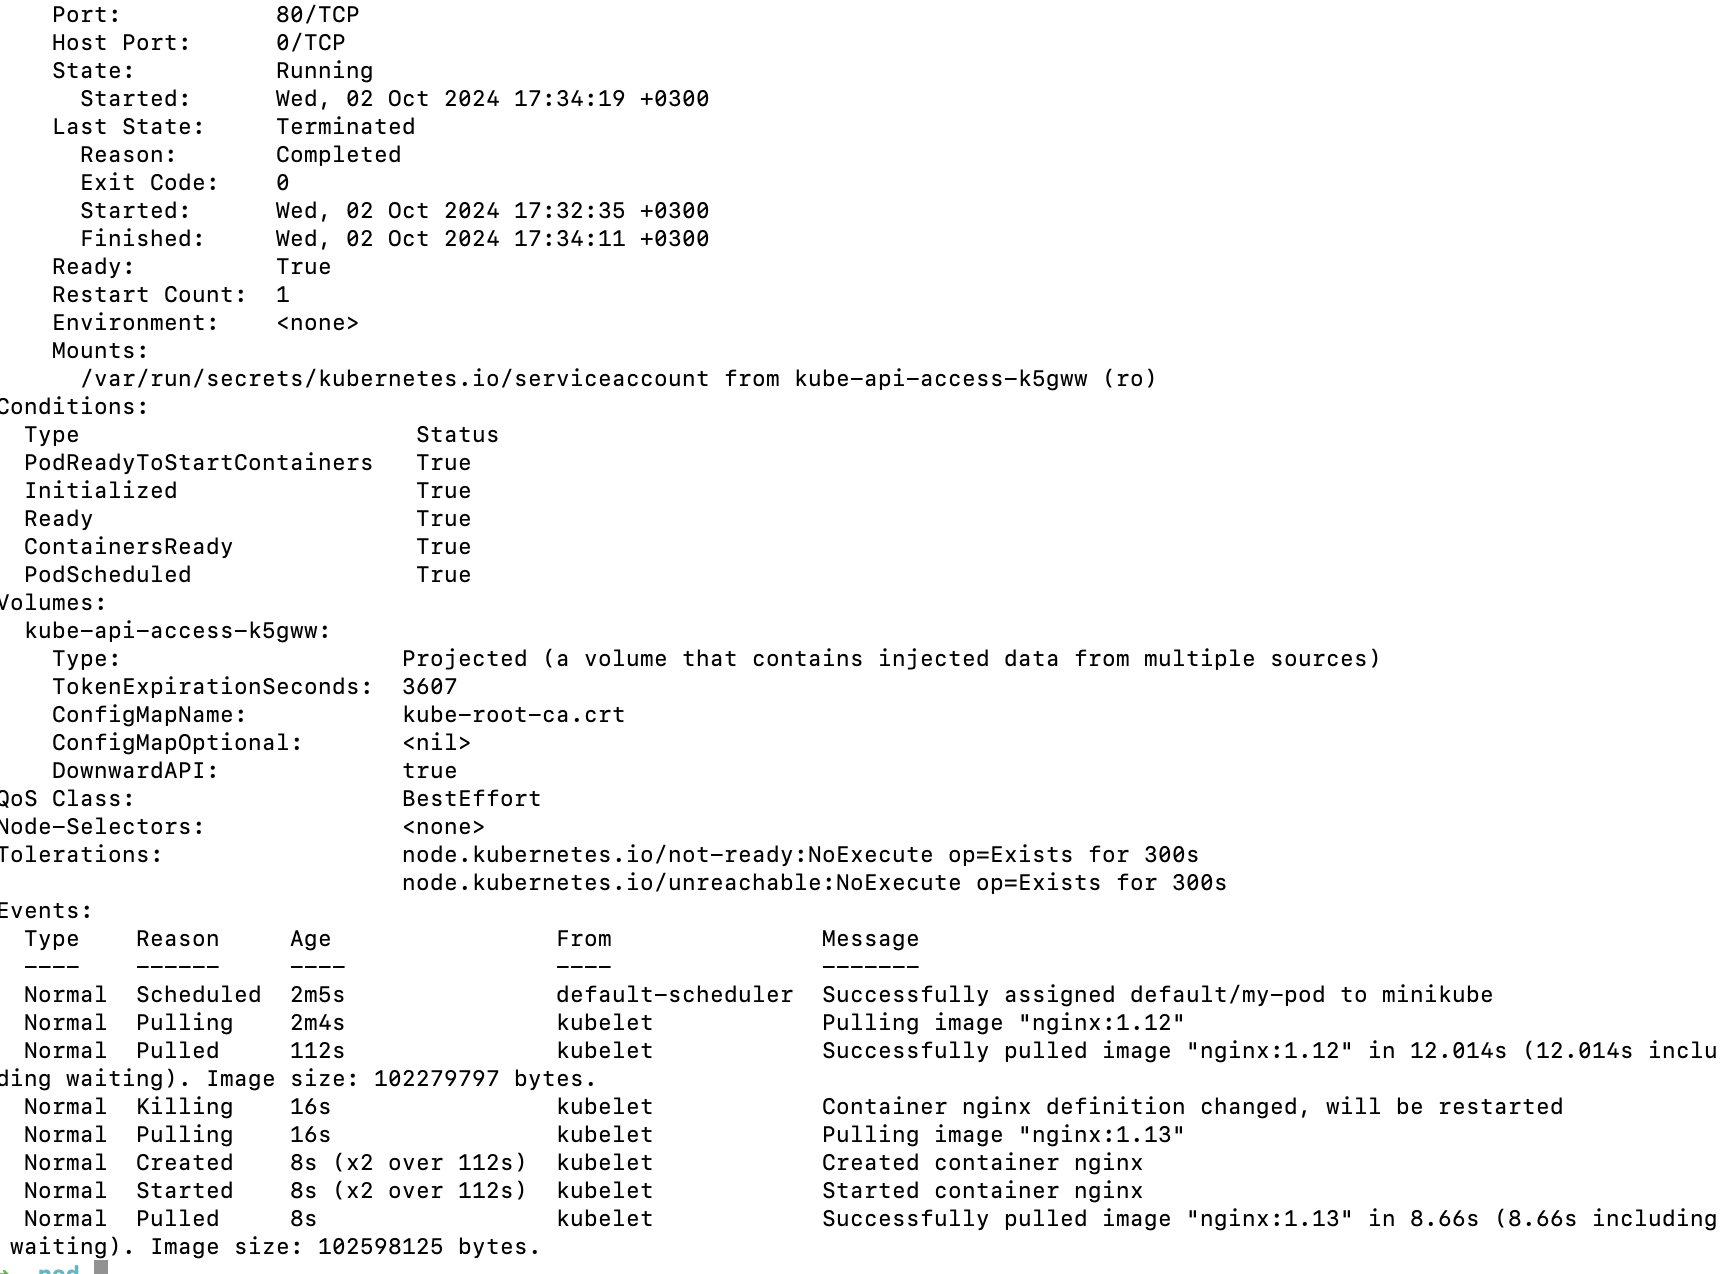 Port: 80/TCP
Host Port: 0/TCP
State: Running
Started: Wed, 02 Oct 2024 17:34:19 +0300
Last State: Terminated
Reason: Completed
Exit Code: 0
Started: Wed, 02 Oct 2024 17:32:35 +0300
Finished: Wed, 02 Oct 2024 17:34:11 +0300
Ready: True
Restart Count: 1
Environment: <none>
Mounts:
/var/run/secrets/kubernetes.io/serviceaccount from kube-api-access-k5gww (ro)
Conditions:
Type Status
PodReadyToStartContainers True
Initialized True
Ready True
ContainersReady True
PodScheduled True
Volumes:
kube-api-access-k5gww:
Type: Projected (a volume that contains injected data from multiple sources)
TokenExpirationSeconds: 3607
ConfigMapName: kube-root-ca.crt
ConfigMapOptional: <nil>
DownwardAPI: true
QoS Class: BestEffort
Node-Selectors: <none>
Tolerations: node.kubernetes.io/not-ready:NoExecute op=Exists for 300s
node.kubernetes.io/unreachable:NoExecute op=Exists for 300s
Events:
Type Reason Age From Message
---- ------ ---- ---- -------
Normal Scheduled 2m5s default-scheduler Successfully assigned default/my-pod to minikube
Normal Pulling 2m4s kubelet Pulling image "nginx:1.12"
Normal Pulled 112s kubelet Successfully pulled image "nginx:1.12" in 12.014s (12.014s inclu
ding waiting). Image size: 102279797 bytes.
Normal Killing 16s kubelet Container nginx definition changed, will be restarted
Normal Pulling 16s kubelet Pulling image "nginx:1.13"
Normal Created 8s (x2 over 112s) kubelet Created container nginx
Normal Started 8s (x2 over 112s) kubelet Started container nginx
Normal Pulled 8s kubelet Successfully pulled image "nginx:1.13" in 8.66s (8.66s including
waiting). Image size: 102598125 bytes.
pod